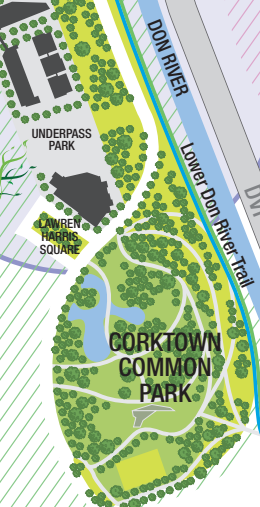 DON RIVER
UNDERPASS
PARK
Lower Don River Trail
LAWREN
HARRIS
SQUARE
CORKTOWN
COMMON
PARK